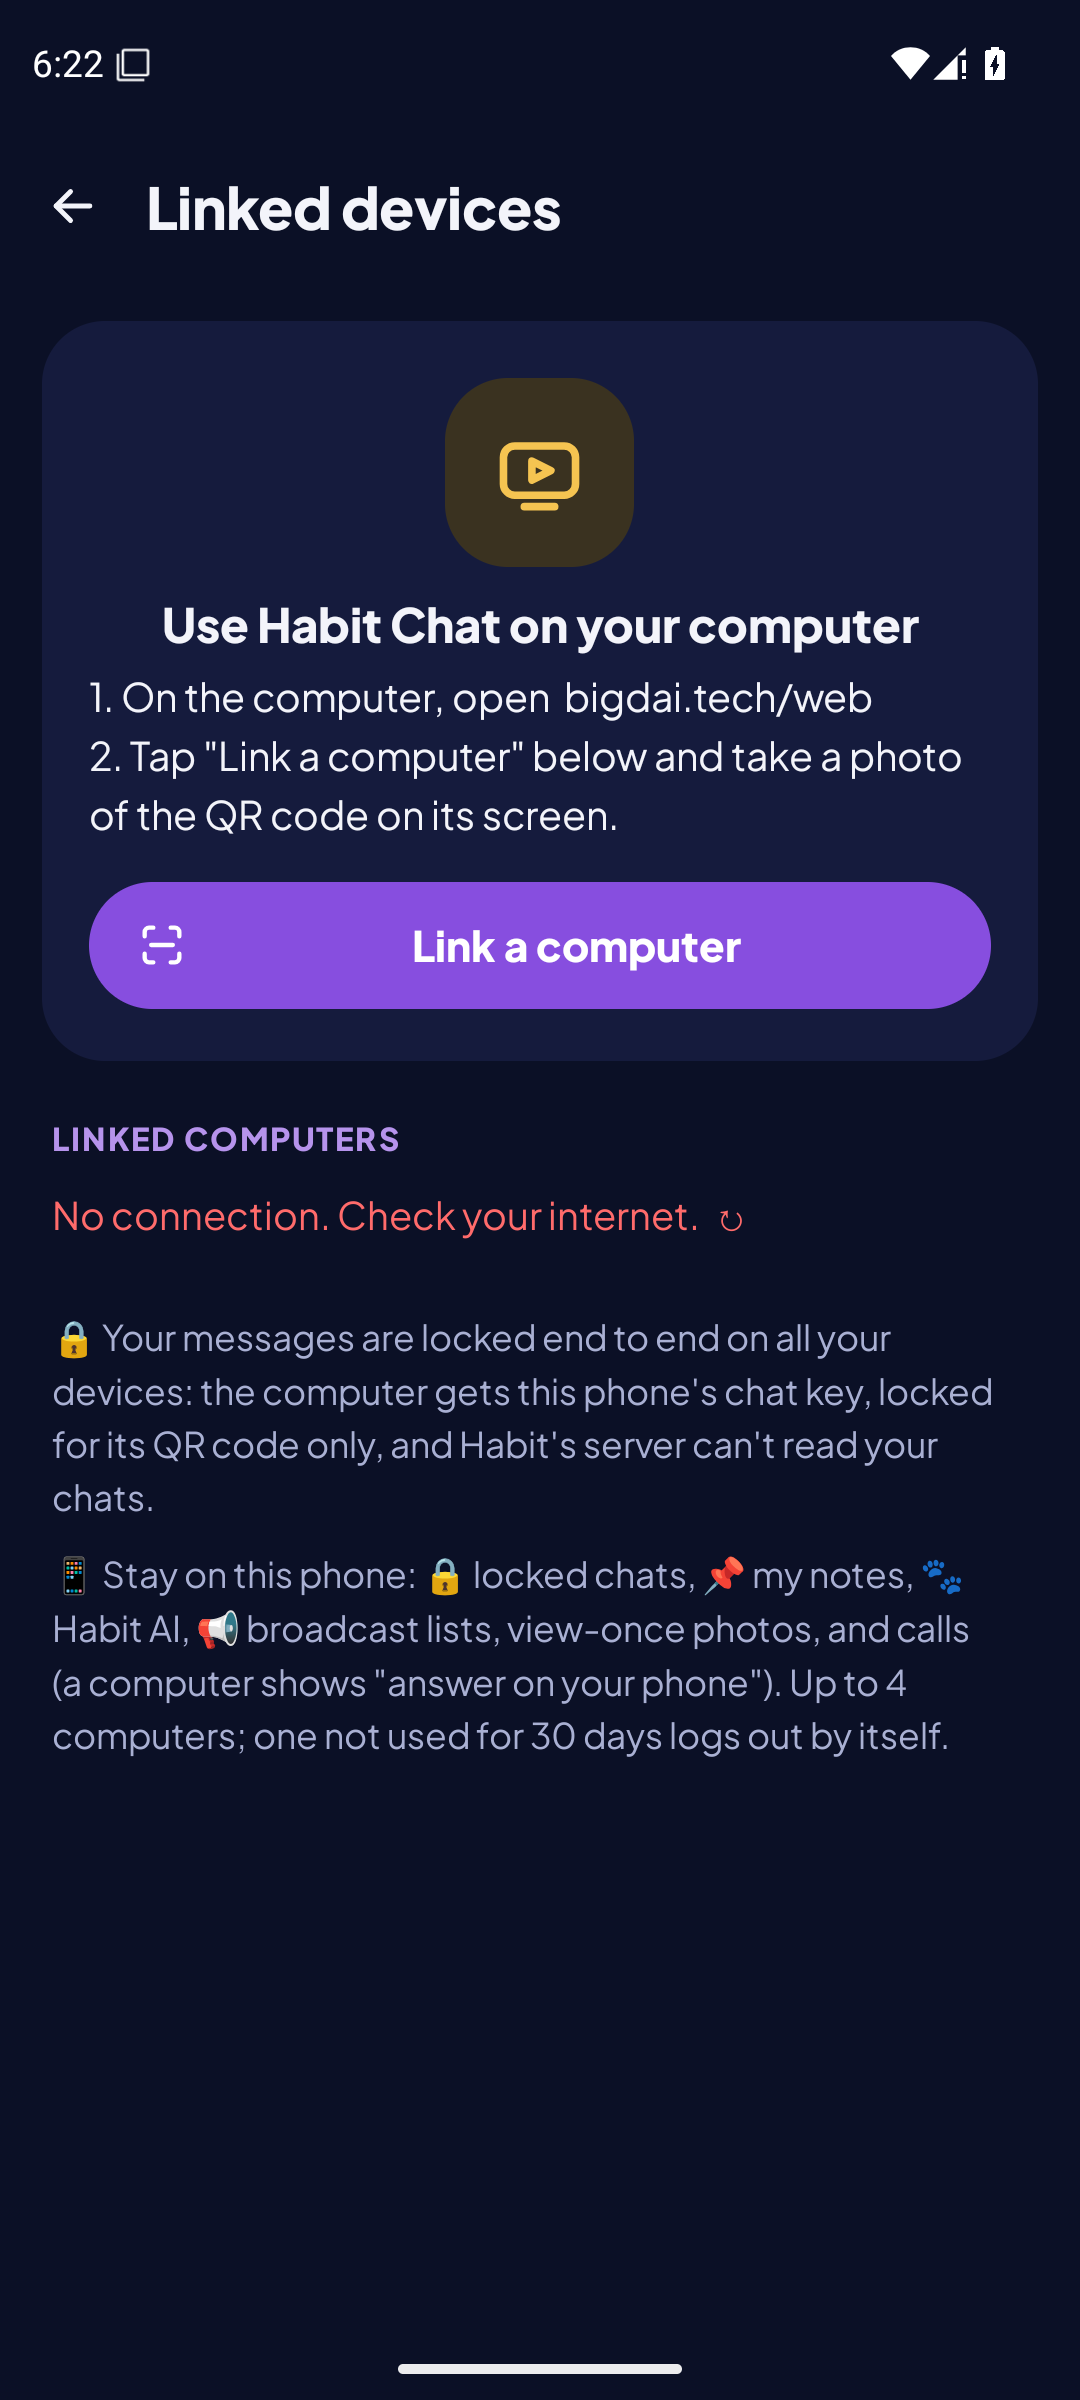 6:22
Linked devices
Use Habit Chat on your computer
1. On the computer, open bigdai.tech/web
2. Tap "Link a computer" below and take a photo
of the QR code on its screen.
Link a computer
LINKED COMPUTERS
No connection. Check your internet. ↻
🔒 Your messages are locked end to end on all your
devices: the computer gets this phone's chat key, locked
for its QR code only, and Habit's server can't read your
chats.
📱 Stay on this phone: 🔒 locked chats, 📌 my notes, 🐾
Habit AI, 📢 broadcast lists, view-once photos, and calls
(a computer shows "answer on your phone"). Up to 4
computers; one not used for 30 days logs out by itself.